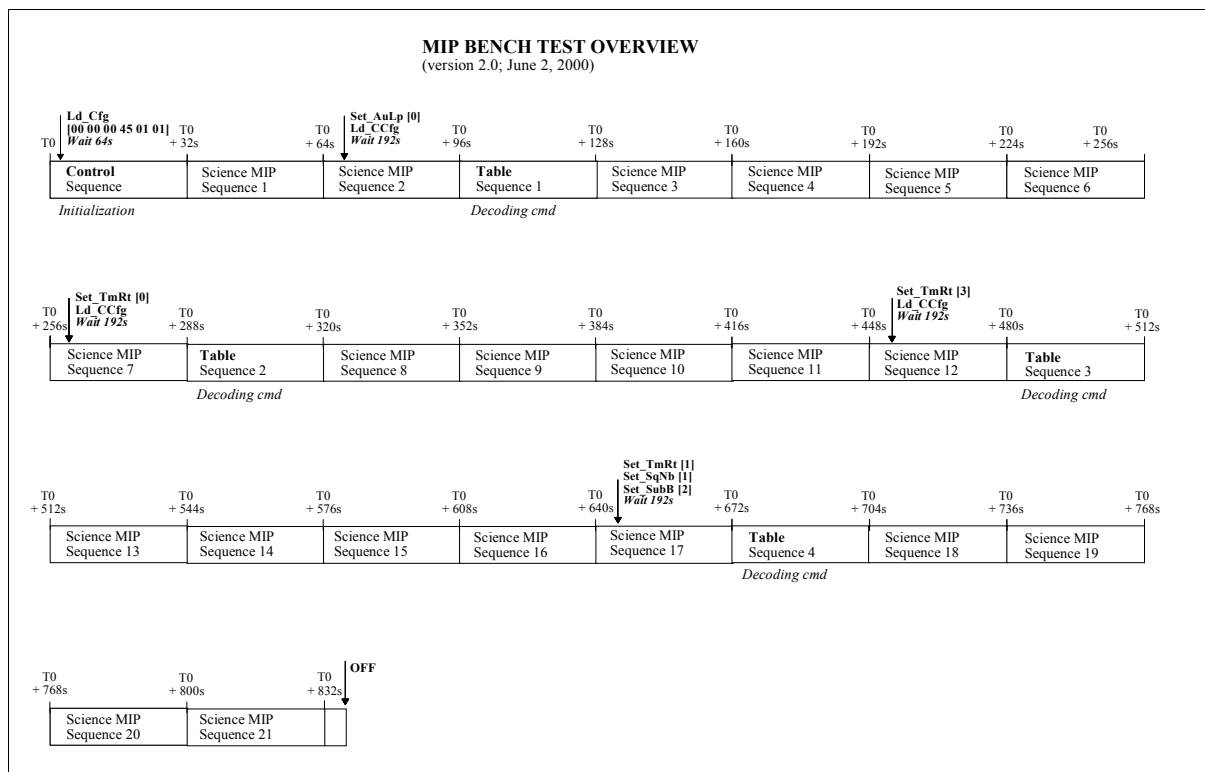 MIP BENCH TEST OVERVIEW
(version 2.0; June 2, 2000)
Ld_Cfg
[00 00 00 45 01 01]
Wait 64s
Set_AuLp [0]
Ld_CCfg
Wait 192s
T0
T0
+ 32s
T0
+ 64s
T0
+ 96s
T0
+ 128s
T0
+ 160s
T0
+ 192s
T0
+ 224s
T0
+ 256s
Control
Sequence
Science MIP
Sequence 1
Science MIP
Sequence 2
Table
Sequence 1
Science MIP
Sequence 3
Science MIP
Sequence 4
Science MIP
Sequence 5
Science MIP
Sequence 6
Initialization
Decoding cmd
Set_TmRt [0]
Ld_CCfg
Wait 192s
Set_TmRt [3]
Ld_CCfg
Wait 192s
T0
+ 256s
T0
+ 288s
T0
+ 320s
T0
+ 352s
T0
+ 384s
T0
+ 416s
T0
+ 448s
T0
+ 480s
T0
+ 512s
Science MIP
Sequence 7
Table
Sequence 2
Science MIP
Sequence 8
Science MIP
Sequence 9
Science MIP
Sequence 10
Science MIP
Sequence 11
Science MIP
Sequence 12
Table
Sequence 3
Decoding cmd
Decoding cmd
Set_TmRt [1]
Set_SqNb [1]
Set_SubB [2]
Wait 192s
T0
+ 512s
T0
+ 544s
T0
+ 576s
T0
+ 608s
T0
+ 640s
T0
+ 672s
T0
+ 704s
T0
+ 736s
T0
+ 768s
Science MIP
Sequence 13
Science MIP
Sequence 14
Science MIP
Sequence 15
Science MIP
Sequence 16
Science MIP
Sequence 17
Table
Sequence 4
Science MIP
Sequence 18
Science MIP
Sequence 19
Decoding cmd
OFF
T0
+ 768s
T0
+ 800s
T0
+ 832s
Science MIP
Sequence 20
Science MIP
Sequence 21